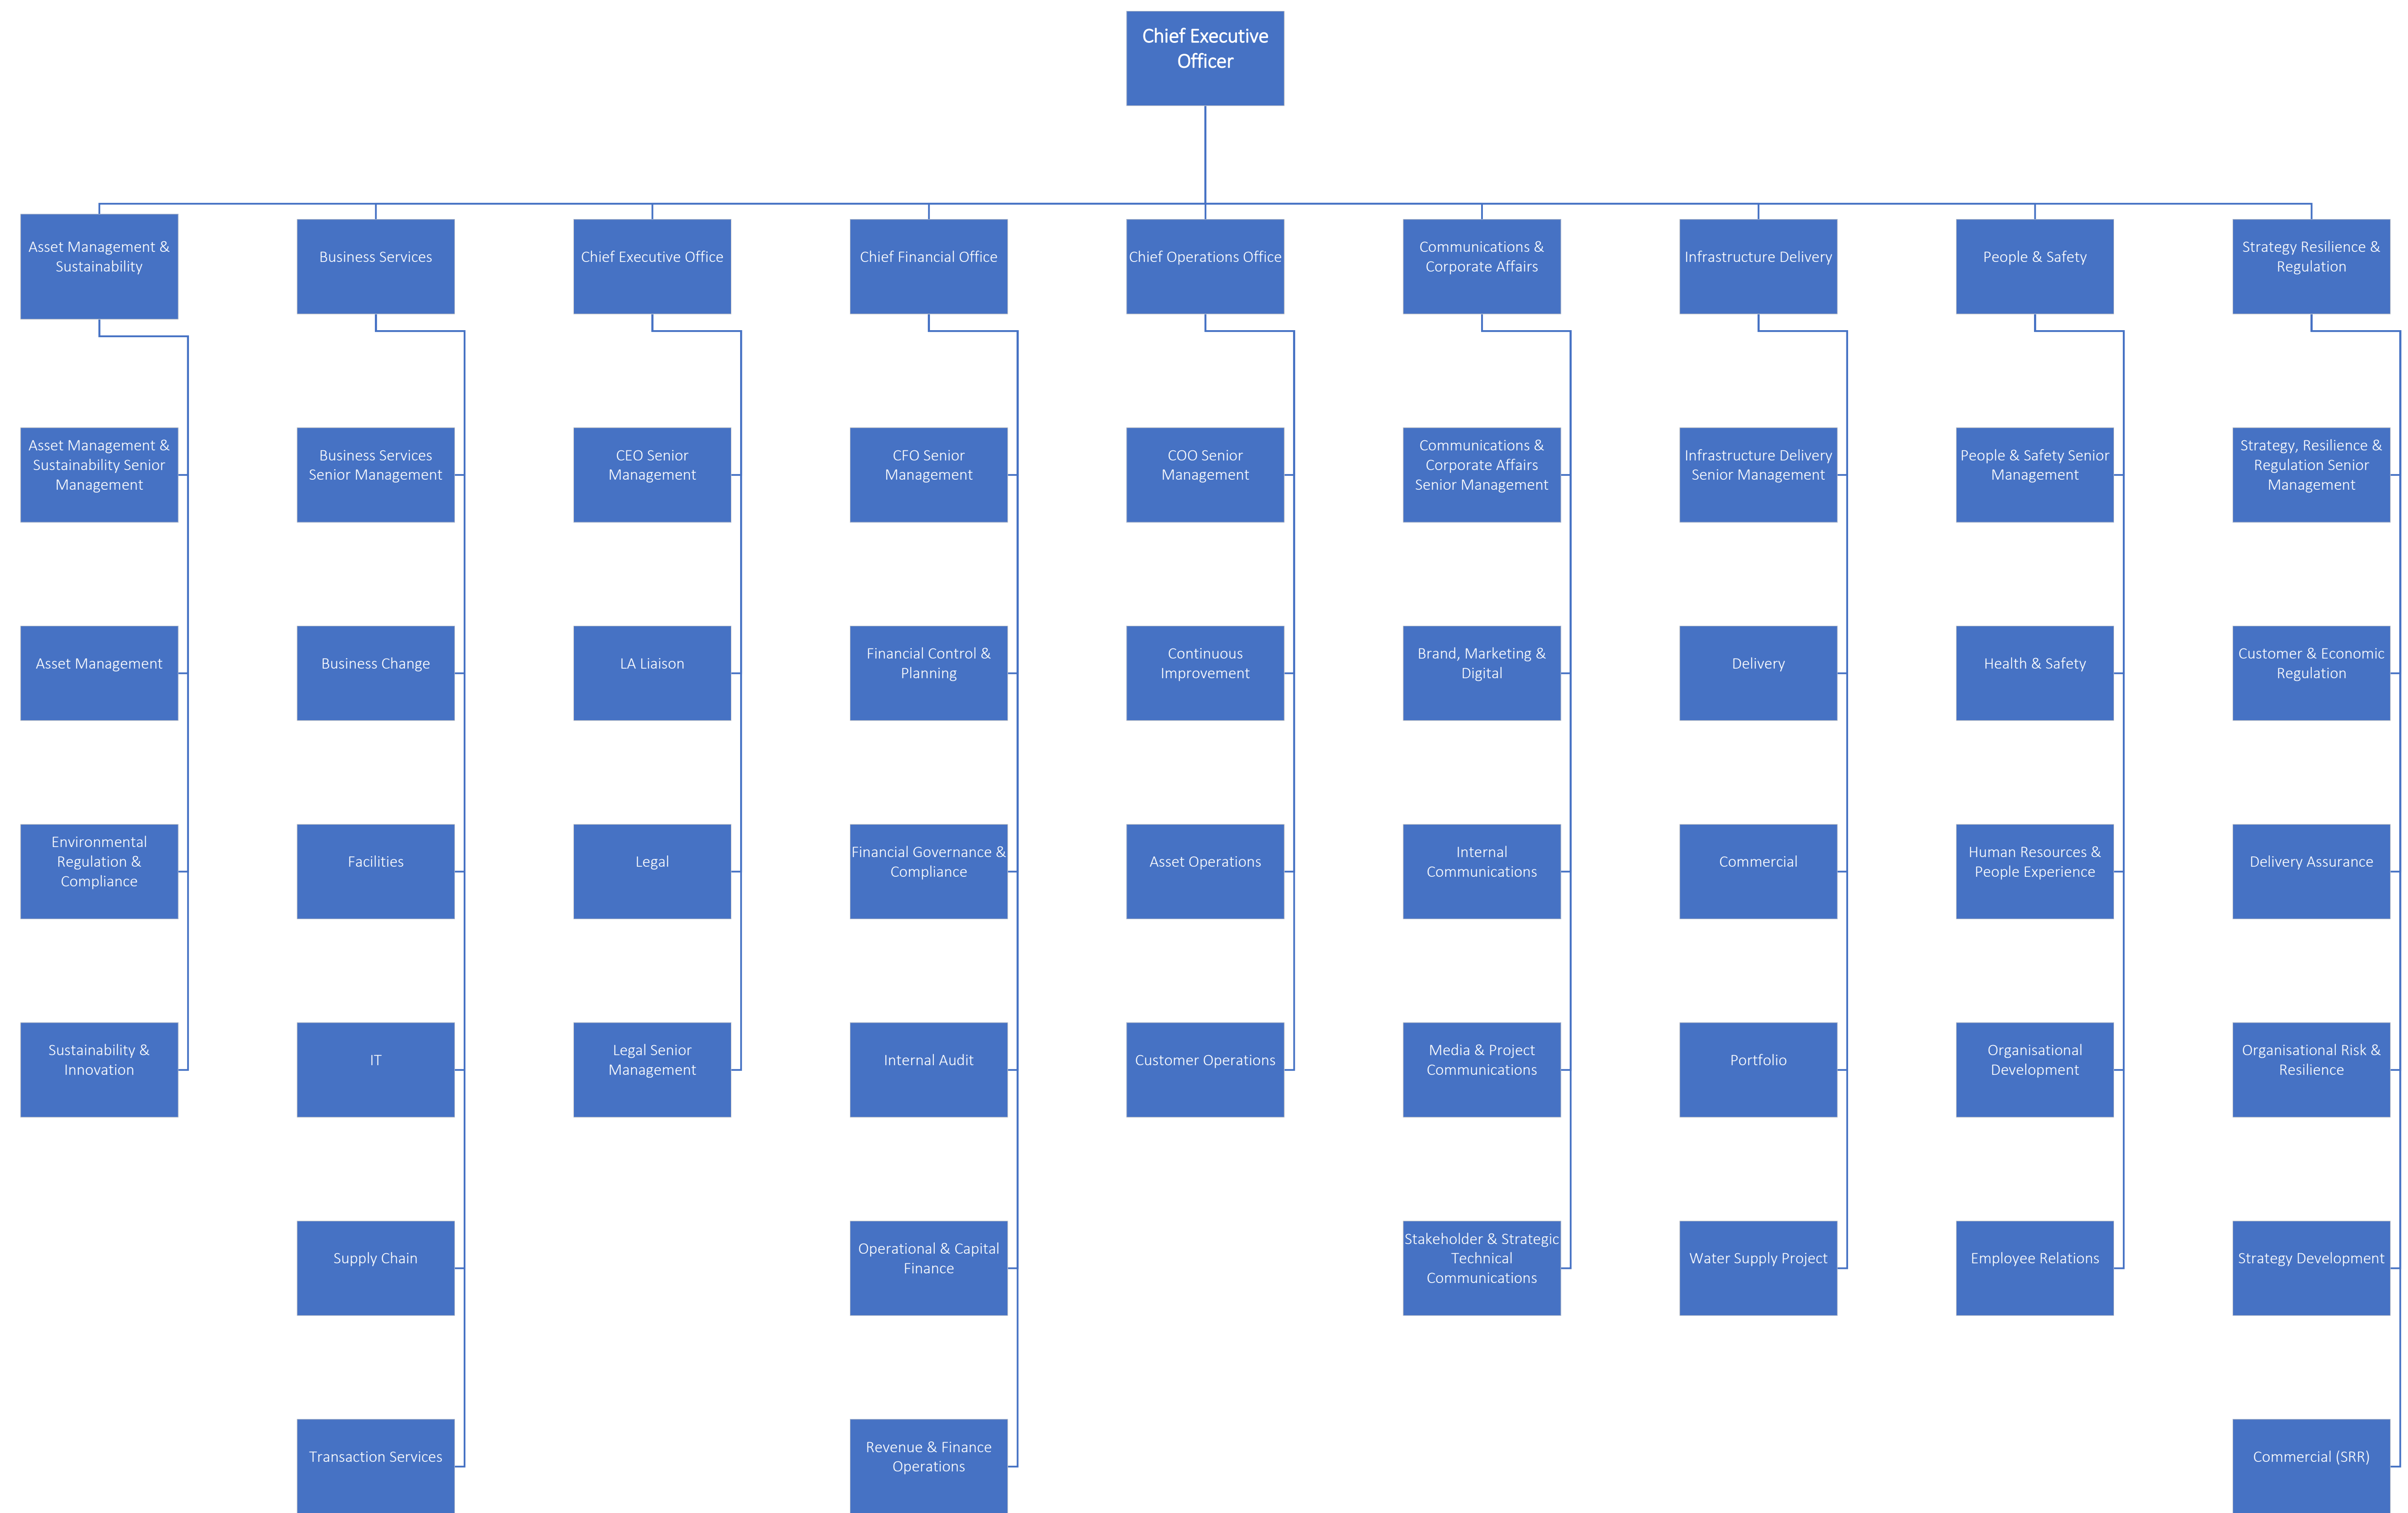 Chief Executive
Officer
Asset Management &
Sustainability
Business Services
Chief Executive Office
Chief Financial Office
Chief Operations Office
Communications &
Corporate Affairs
Infrastructure Delivery
People & Safety
Strategy Resilience &
Regulation
Asset Management &
Sustainability Senior
Management
Business Services
Senior Management
CEO Senior
Management
CFO Senior
Management
COO Senior
Management
Communications &
Corporate Affairs
Senior Management
Infrastructure Delivery
Senior Management
People & Safety Senior
Management
Strategy, Resilience &
Regulation Senior
Management
Asset Management
Business Change
LA Liaison
Financial Control &
Planning
Continuous
Improvement
Brand, Marketing &
Digital
Delivery
Health & Safety
Customer & Economic
Regulation
Environmental
Regulation &
Compliance
Facilities
Legal
Financial Governance &
Compliance
Asset Operations
Internal
Communications
Commercial
Human Resources &
People Experience
Delivery Assurance
Sustainability &
Innovation
IT
Legal Senior
Management
Internal Audit
Customer Operations
Media & Project
Communications
Portfolio
Organisational
Development
Organisational Risk &
Resilience
Supply Chain
Operational & Capital
Finance
Stakeholder & Strategic
Technical
Communications
Water Supply Project
Employee Relations
Strategy Development
Transaction Services
Revenue & Finance
Operations
Commercial (SRR)